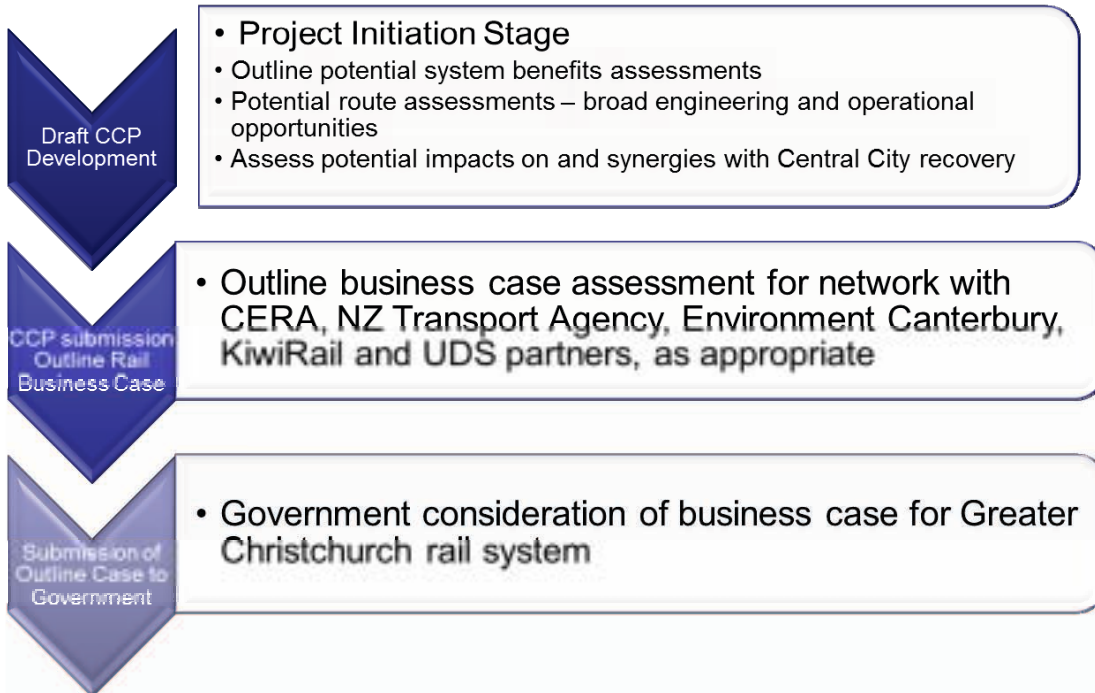 Draft CCP
Development
• Project Initiation Stage
• Outline potential system benefits assessments
• Potential route assessments – broad engineering and operational
opportunities
• Assess potential impacts on and synergies with Central City recovery
CCP submission
Outline Rail
Business Case
• Outline business case assessment for network with
CERA, NZ Transport Agency, Environment Canterbury,
KiwiRail and UDS partners, as appropriate
Submission of
Outline Case to
Government
• Government consideration of business case for Greater
Christchurch rail system